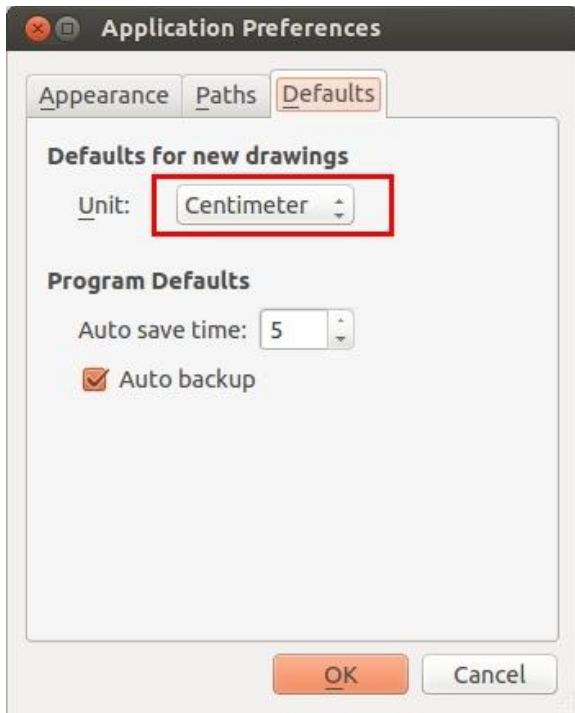 Application Preferences
Appearance Paths Defaults
Defaults for new drawings
Unit: Centimeter
Program Defaults
Auto save time: 5
Auto backup
OK Cancel